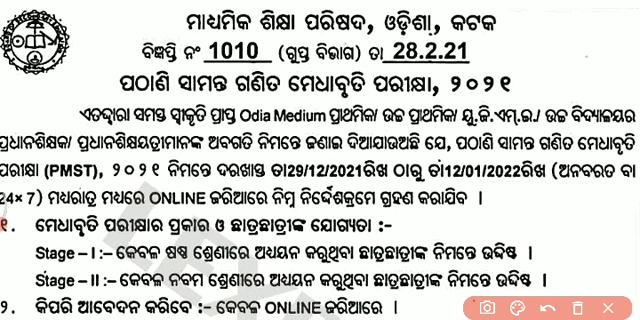 ମାଧ୍ୟମିକ ଶିକ୍ଷା ପରିଷଦ, ଓଡ଼ିଶା, କଟକ
ବିଜ୍ଞପ୍ତି ନଂ 1010 (ଗୁପ୍ତ ବିଭାଗ) ତା 28.2.21
ପଠାଣି ସାମନ୍ତ ଗଣିତ ମେଧାବୃତି ପରୀକ୍ଷା, ୨୦୨୧
ଏତଦ୍ୱାରା ସମସ୍ତ ସ୍ୱୀକୃତି ପ୍ରାପ୍ତ Odia Medium ପ୍ରାଥମିକ/ ଉଚ୍ଚ ପ୍ରାଥମିକ/ ୟୁ.ଜି.ଏମ୍.ଇ./ ଉଚ୍ଚ ବିଦ୍ୟାଳୟର
ପ୍ରଧାନଶିକ୍ଷକ/ ପ୍ରଧାନଶିକ୍ଷୟତ୍ରୀମାନଙ୍କ ଅବଗତି ନିମନ୍ତେ ଜଣାଇ ଦିଆଯାଉଅଛି ଯେ, ପଠାଣି ସାମନ୍ତ ଗଣିତ ମେଧାବୃତି
ପରୀକ୍ଷା (PMST), ୨୦୨୧ ନିମନ୍ତେ ଦରଖାସ୍ତ ତା29/12/2021ରିଖ ଠାରୁ ତା12/01/2022ରିଖ (ଅନବରତ ବା
24× 7) ମଧ୍ୟରାତ୍ର ମଧ୍ୟରେ ONLINE ଜରିଆରେ ନିମ୍ନ ନିର୍ଦ୍ଦେଶକ୍ରମେ ଗ୍ରହଣ କରାଯିବ ।
୧. ମେଧାବୃତି ପରୀକ୍ଷାର ପ୍ରକାର ଓ ଛାତ୍ରଛାତ୍ରୀଙ୍କ ଯୋଗ୍ୟତା :-
Stage – I :– କେବଳ ଷଷ୍ଠ ଶ୍ରେଣୀରେ ଅଧ୍ୟୟନ କରୁଥିବା ଛାତ୍ରଛାତ୍ରୀଙ୍କ ନିମନ୍ତେ ଉଦ୍ଦିଷ୍ଟ ।
Stage – II :– କେବଳ ନବମ ଶ୍ରେଣୀରେ ଅଧ୍ୟୟନ କରୁଥିବା ଛାତ୍ରଛାତ୍ରୀଙ୍କ ନିମନ୍ତେ ଉଦ୍ଦିଷ୍ଟ ।
୨. କିପରି ଆବେଦନ କରିବେ :– କେବଳ ONLINE ଜରିଆରେ ।